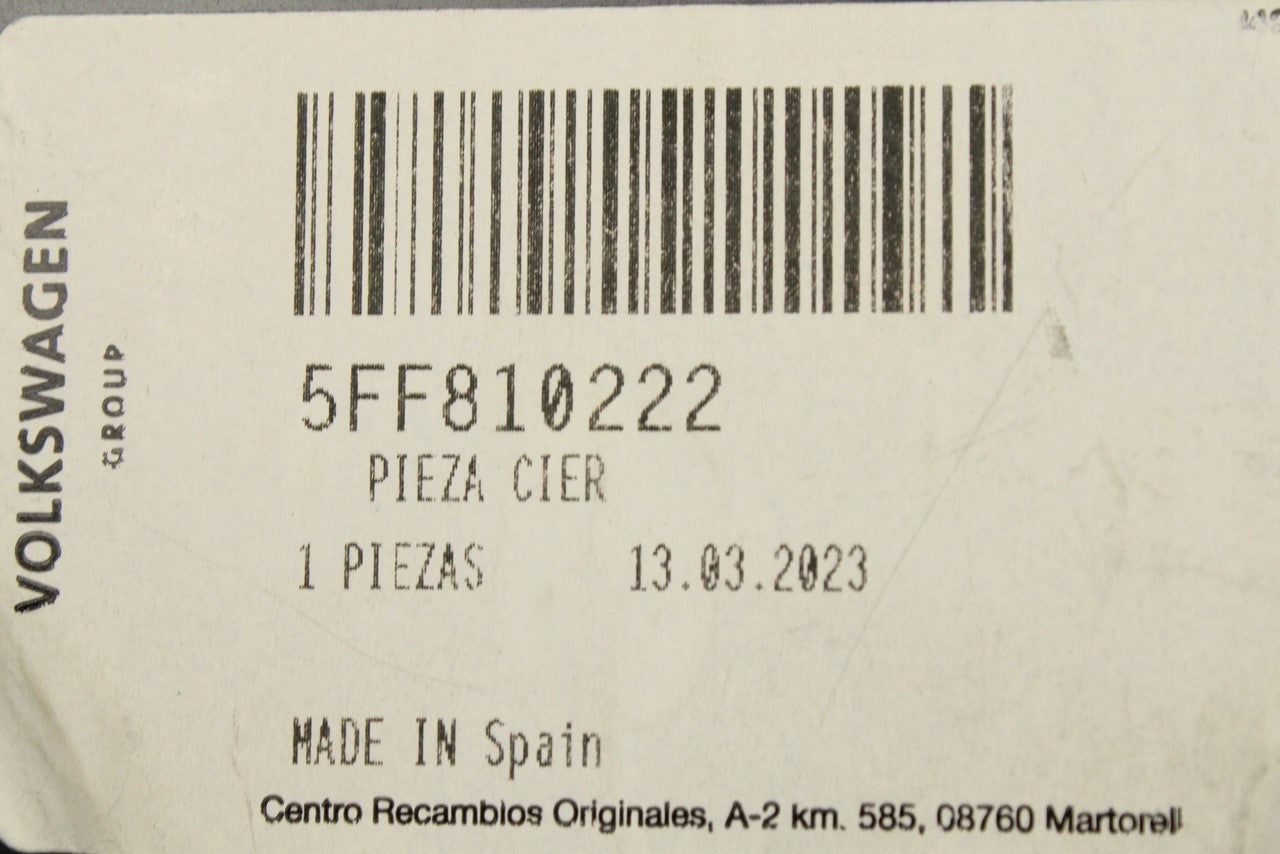 VOLKSWAGEN
GROUP
5FF810222
PIEZA CIER
1 PIEZAS 13.03.2023
MADE IN Spain
Centro Recambios Originales, A-2 km. 585, 08760 Martorell